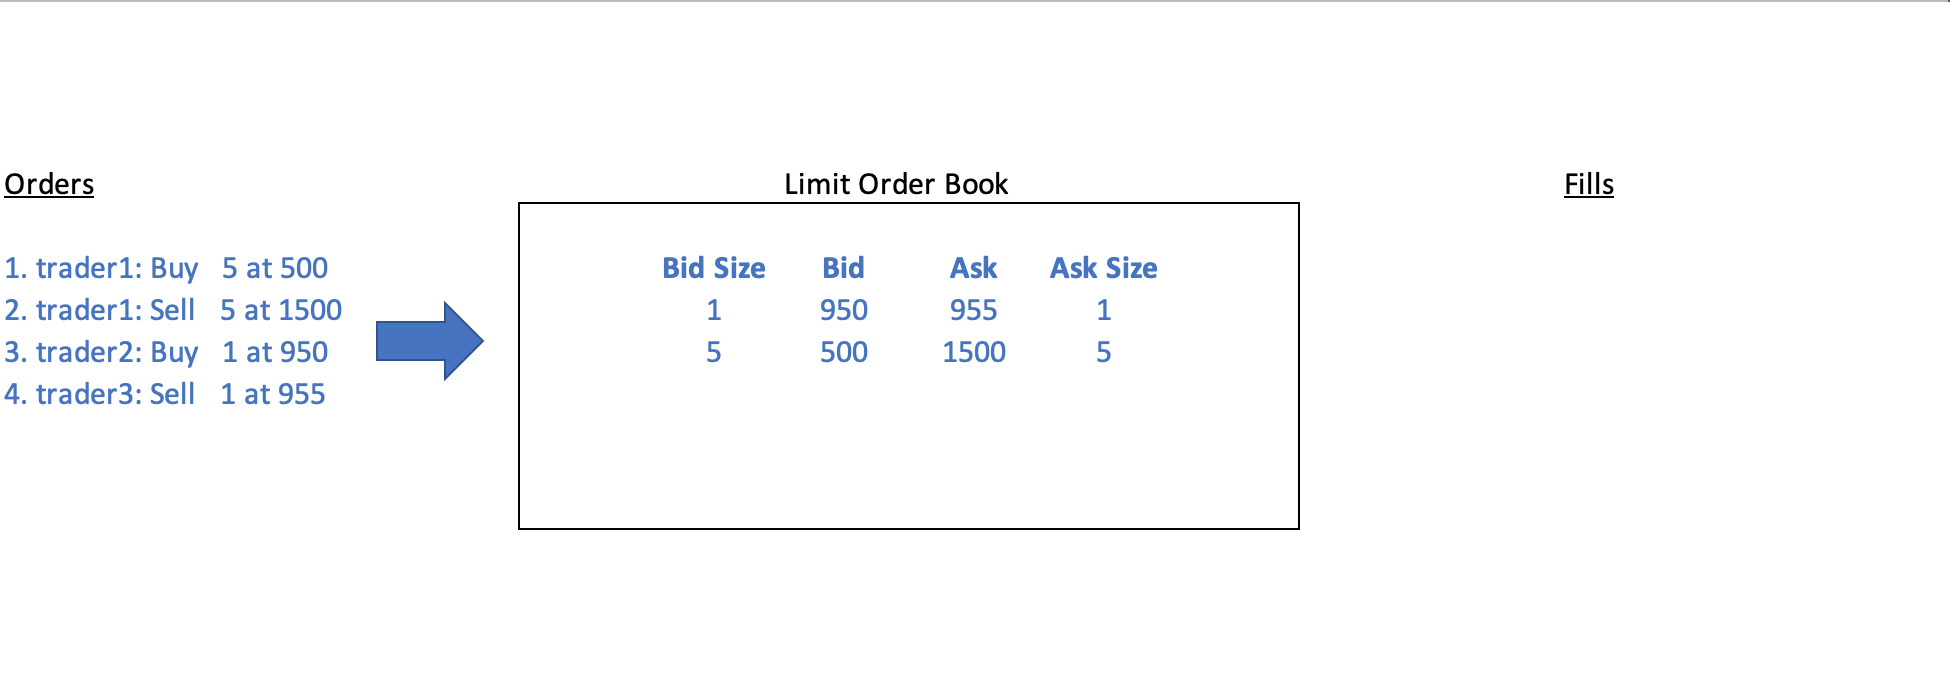 Orders
Limit Order Book
Fills
1. trader1: Buy 5 at 500
2. trader1: Sell 5 at 1500
3. trader2: Buy 1 at 950
4. trader3: Sell 1 at 955
Bid Size Bid Ask Ask Size
1 950 955 1
5 500 1500 5